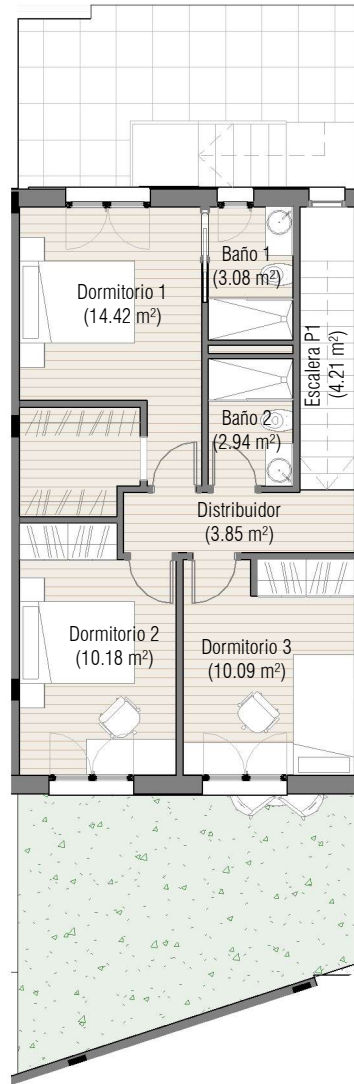 Dormitorio 1
(14.42 m²)
Baño 1
(3.08 m²)
Escalera P1
(4.21 m²)
Baño 2
(2.94 m²)
Distribuidor
(3.85 m²)
Dormitorio 2
(10.18 m²)
Dormitorio 3
(10.09 m²)